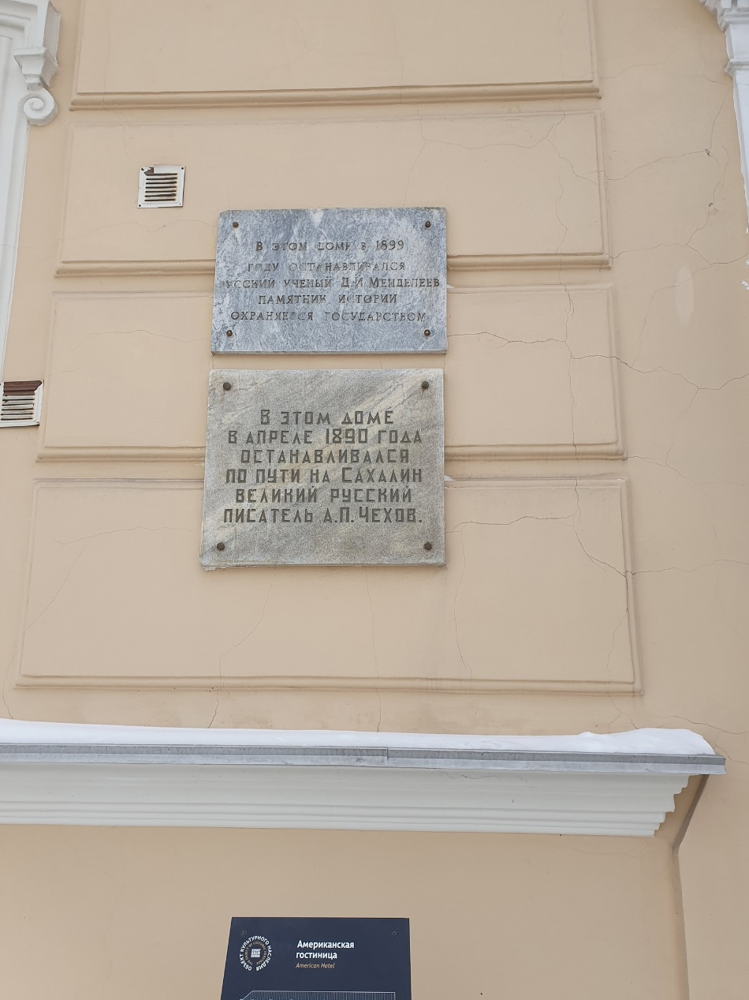 В ЭТОМ ДОМЕ В 1899
ГОДУ ОСТАНАВЛИВАЛСЯ
РУССКИЙ УЧЕНЫЙ Д.И.МЕНДЕЛЕЕВ
ПАМЯТНИК ИСТОРИИ
ОХРАНЯЕТСЯ ГОСУДАРСТВОМ
В ЭТОМ ДОМЕ
В АПРЕЛЕ 1890 ГОДА
ОСТАНАВЛИВАЛСЯ
ПО ПУТИ НА САХАЛИН
ВЕЛИКИЙ РУССКИЙ
ПИСАТЕЛЬ А.П.ЧЕХОВ.
ОБЪЕКТ КУЛЬТУРНОГО НАСЛЕДИЯ
Американская
гостиница
American Hotel